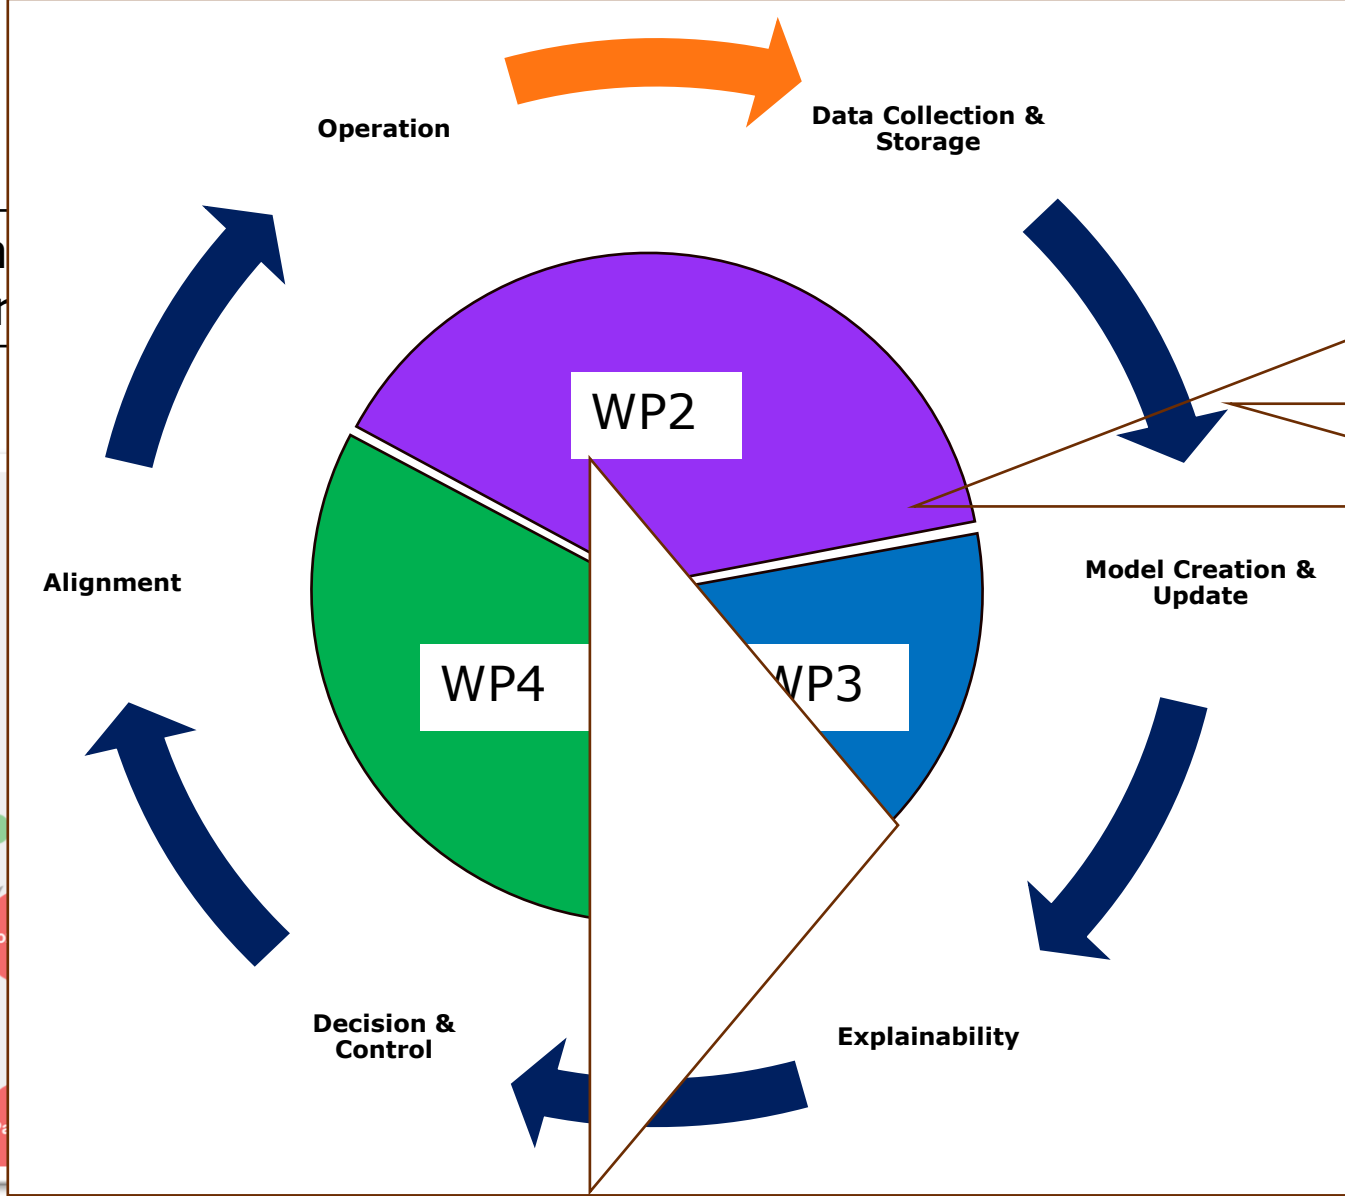 Operation
Data Collection &
Storage
WP2
Alignment
Model Creation &
Update
WP4
WP3
Decision &
Control
Explainability